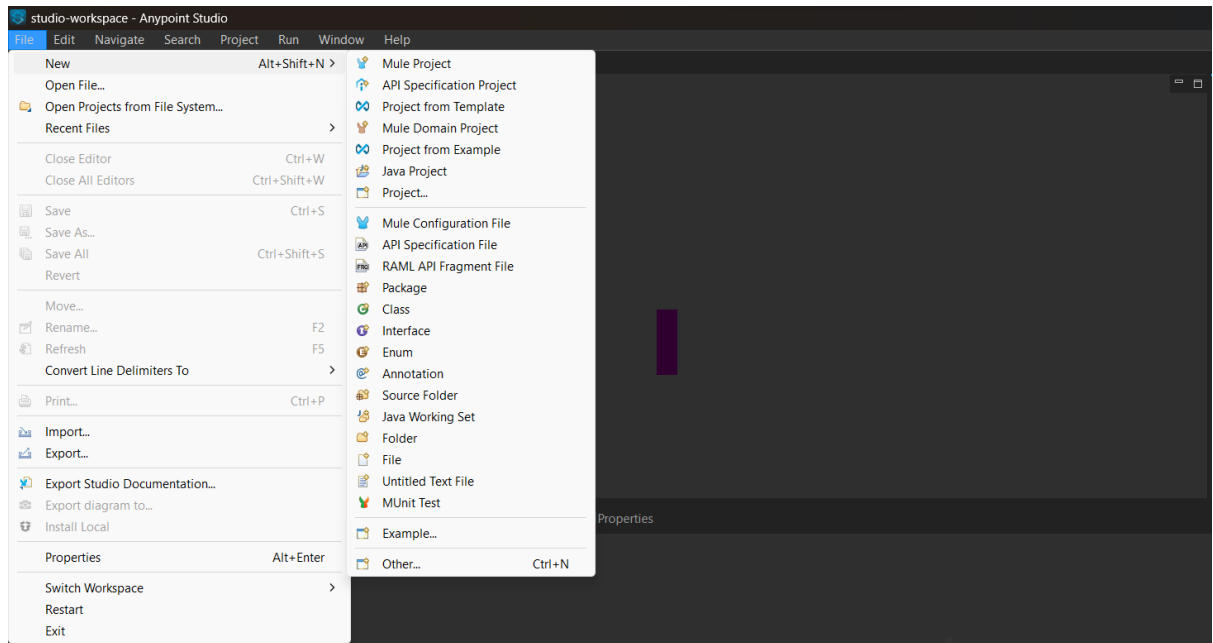 studio-workspace - Anypoint Studio
File Edit Navigate Search Project Run Window Help
New Alt+Shift+N >
Open File...
Open Projects from File System...
Recent Files >
Close Editor Ctrl+W
Close All Editors Ctrl+Shift+W
Save Ctrl+S
Save As...
Save All Ctrl+Shift+S
Revert
Move...
Rename... F2
Refresh F5
Convert Line Delimiters To >
Print... Ctrl+P
Import...
Export...
Export Studio Documentation...
Export diagram to...
Install Local
Properties Alt+Enter
Switch Workspace >
Restart
Exit
Mule Project
API Specification Project
Project from Template
Mule Domain Project
Project from Example
Java Project
Project...
Mule Configuration File
API Specification File
RAML API Fragment File
Package
Class
Interface
Enum
Annotation
Source Folder
Java Working Set
Folder
File
Untitled Text File
MUnit Test
Example...
Other... Ctrl+N
Properties